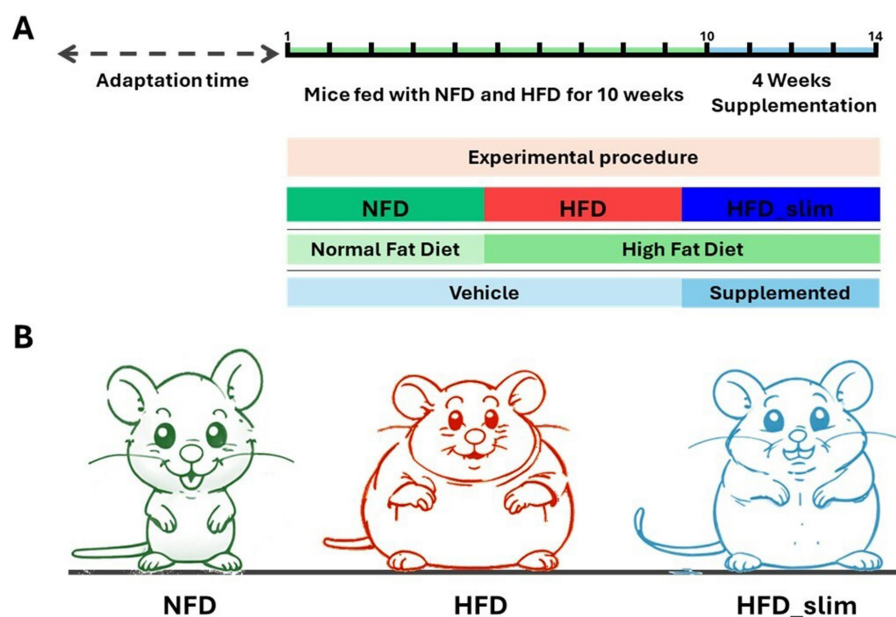 A
1 10 14
Adaptation time
Mice fed with NFD and HFD for 10 weeks
4 Weeks
Supplementation
Experimental procedure
NFD HFD HFD_slim
Normal Fat Diet High Fat Diet
Vehicle Supplemented
B
NFD HFD HFD_slim